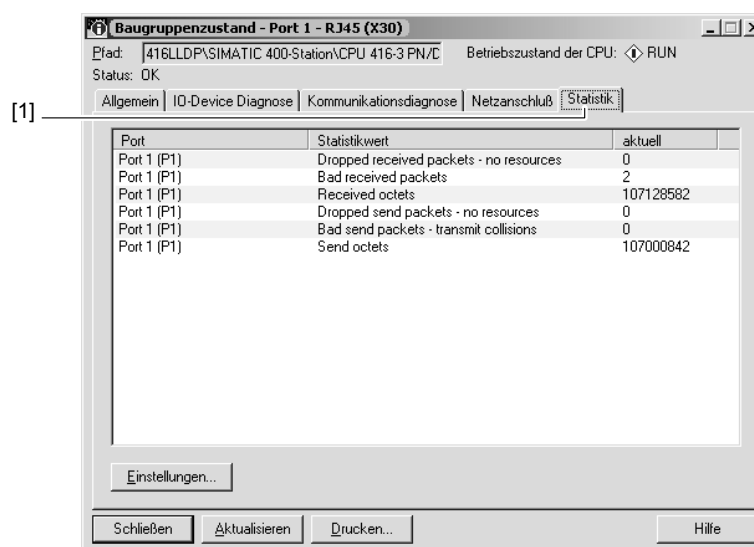 Baugruppenzustand - Port 1 - RJ45 (X30)
Pfad: 416LLDP\SIMATIC 400-Station\CPU 416-3 PN/D Betriebszustand der CPU: RUN
Status: OK
Allgemein IO-Device Diagnose Kommunikationsdiagnose Netzanschluß Statistik
[1]
Port Statistikwert aktuell
Port 1 (P1) Dropped received packets - no resources 0
Port 1 (P1) Bad received packets 2
Port 1 (P1) Received octets 107128582
Port 1 (P1) Dropped send packets - no resources 0
Port 1 (P1) Bad send packets - transmit collisions 0
Port 1 (P1) Send octets 107000842
Einstellungen...
Schließen Aktualisieren Drucken... Hilfe